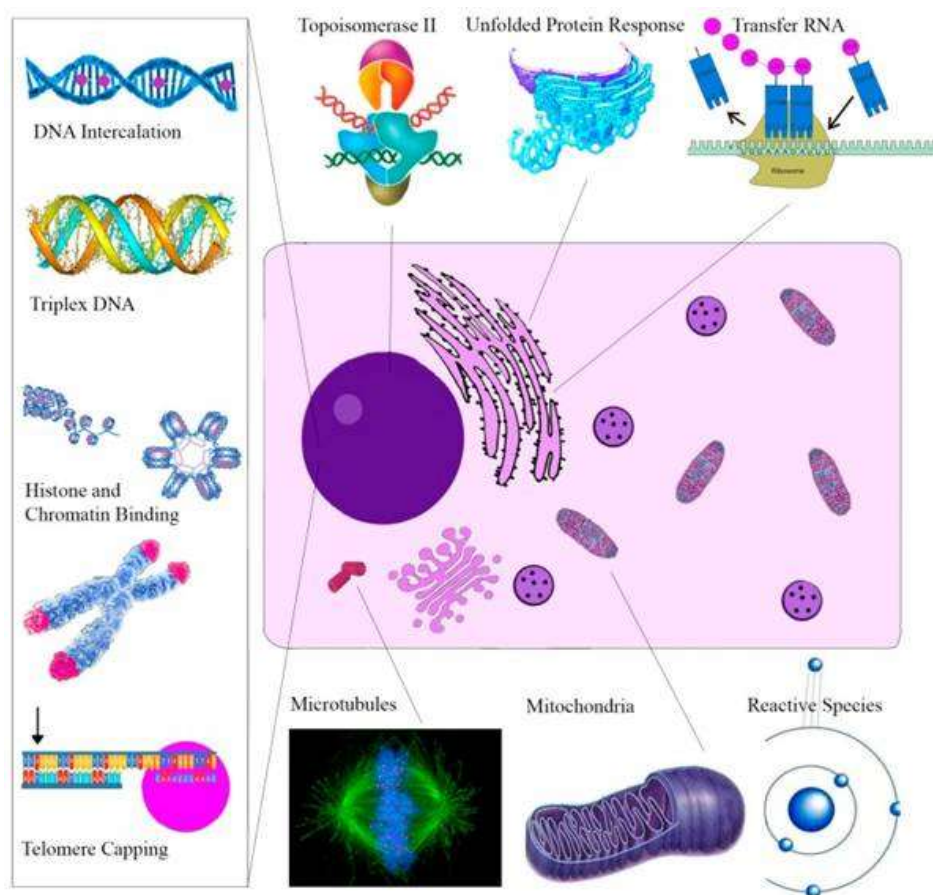 Topoisomerase II
Unfolded Protein Response
Transfer RNA
DNA Intercalation
Ribosome
Triplex DNA
Histone and
Chromatin Binding
Microtubules
Mitochondria
Reactive Species
Telomere Capping